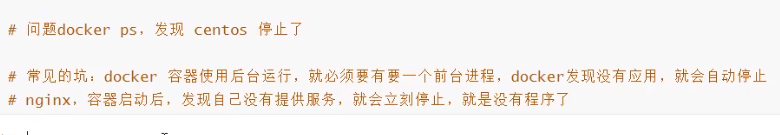 # 问题docker ps，发现 centos 停止了
# 常见的坑：docker 容器使用后台运行，就必须要有要一个前台进程，docker发现没有应用，就会自动停止
# nginx，容器启动后，发现自己没有提供服务，就会立刻停止，就是没有程序了